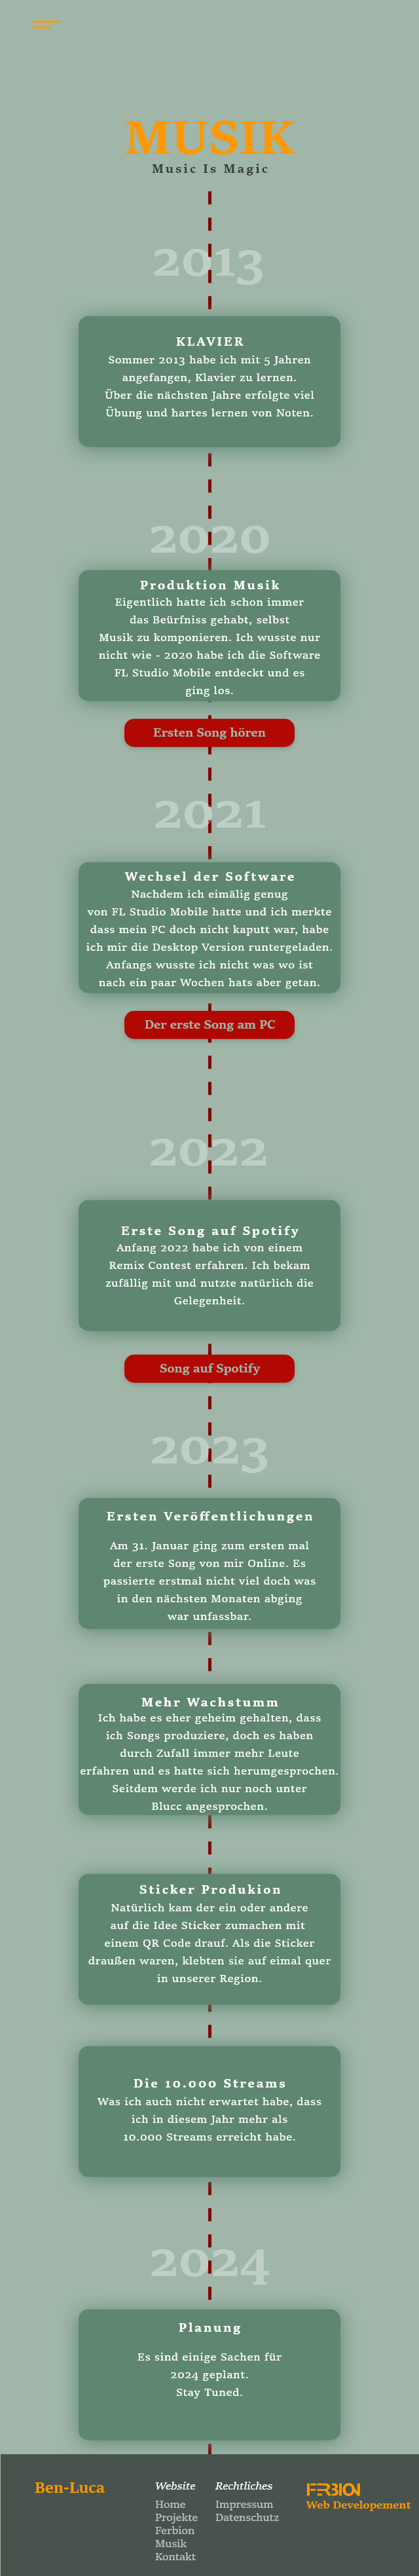 MUSIK
Music Is Magic
2013
KLAVIER
Sommer 2013 habe ich mit 5 Jahren
angefangen, Klavier zu lernen.
Über die nächsten Jahre erfolgte viel
Übung und hartes lernen von Noten.
2020
Produktion Musik
Eigentlich hatte ich schon immer
das Beürfniss gehabt, selbst
Musik zu komponieren. Ich wusste nur
nicht wie - 2020 habe ich die Software
FL Studio Mobile entdeckt und es
ging los.
Ersten Song hören
2021
Wechsel der Software
Nachdem ich eimälig genug
von FL Studio Mobile hatte und ich merkte
dass mein PC doch nicht kaputt war, habe
ich mir die Desktop Version runtergeladen.
Anfangs wusste ich nicht was wo ist
nach ein paar Wochen hats aber getan.
Der erste Song am PC
2022
Erste Song auf Spotify
Anfang 2022 habe ich von einem
Remix Contest erfahren. Ich bekam
zufällig mit und nutzte natürlich die
Gelegenheit.
Song auf Spotify
2023
Ersten Veröffentlichungen
Am 31. Januar ging zum ersten mal
der erste Song von mir Online. Es
passierte erstmal nicht viel doch was
in den nächsten Monaten abging
war unfassbar.
Mehr Wachstumm
Ich habe es eher geheim gehalten, dass
ich Songs produziere, doch es haben
durch Zufall immer mehr Leute
erfahren und es hatte sich herumgesprochen.
Seitdem werde ich nur noch unter
Blucc angesprochen.
Sticker Produkion
Natürlich kam der ein oder andere
auf die Idee Sticker zumachen mit
einem QR Code drauf. Als die Sticker
draußen waren, klebten sie auf eimal quer
in unserer Region.
Die 10.000 Streams
Was ich auch nicht erwartet habe, dass
ich in diesem Jahr mehr als
10.000 Streams erreicht habe.
2024
Planung
Es sind einige Sachen für
2024 geplant.
Stay Tuned.
Ben-Luca
Website
Home
Projekte
Ferbion
Musik
Kontakt
Rechtliches
Impressum
Datenschutz
FERBION
Web Developement